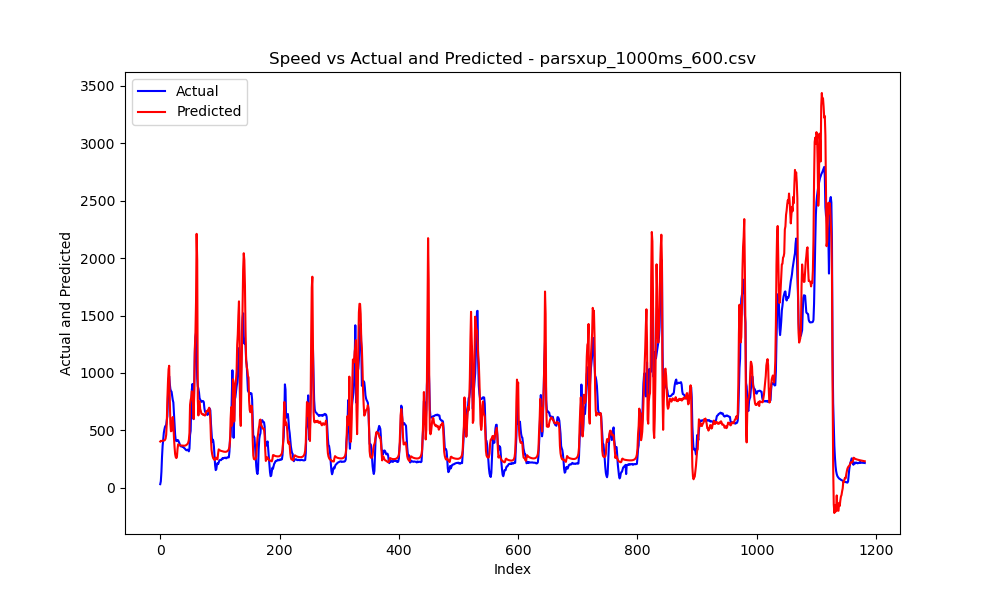 Speed vs Actual and Predicted - parsxup_1000ms_600.csv
Actual
Predicted
3500
3000
2500
2000
1500
1000
500
0
Actual and Predicted
0 200 400 600 800 1000 1200
Index